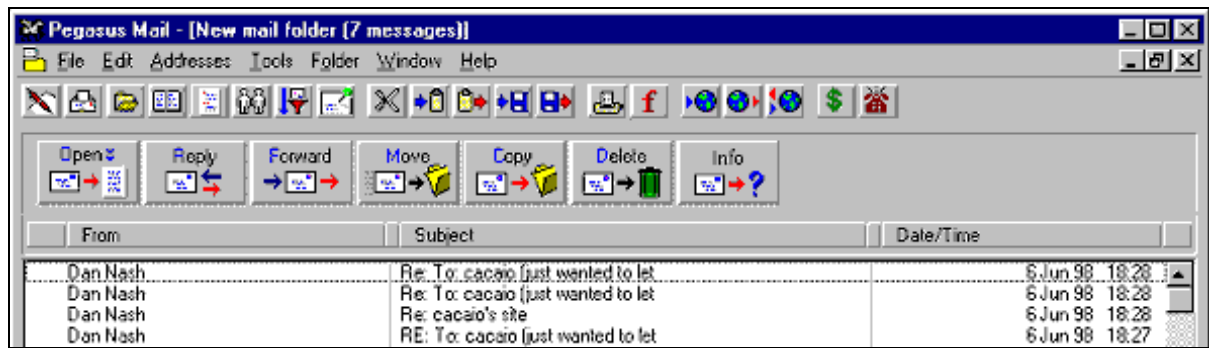 Pegasus Mail - [New mail folder (7 messages)]
File Edit Addresses Tools Folder Window Help
Open Reply Forward Move Copy Delete Info
From Subject Date/Time
Dan Nash Re: To: cacaio (just wanted to let 6 Jun 98 18:28
Dan Nash Re: To: cacaio (just wanted to let 6 Jun 98 18:28
Dan Nash Re: cacaio's site 6 Jun 98 18:28
Dan Nash RE: To: cacaio (just wanted to let 6 Jun 98 18:27